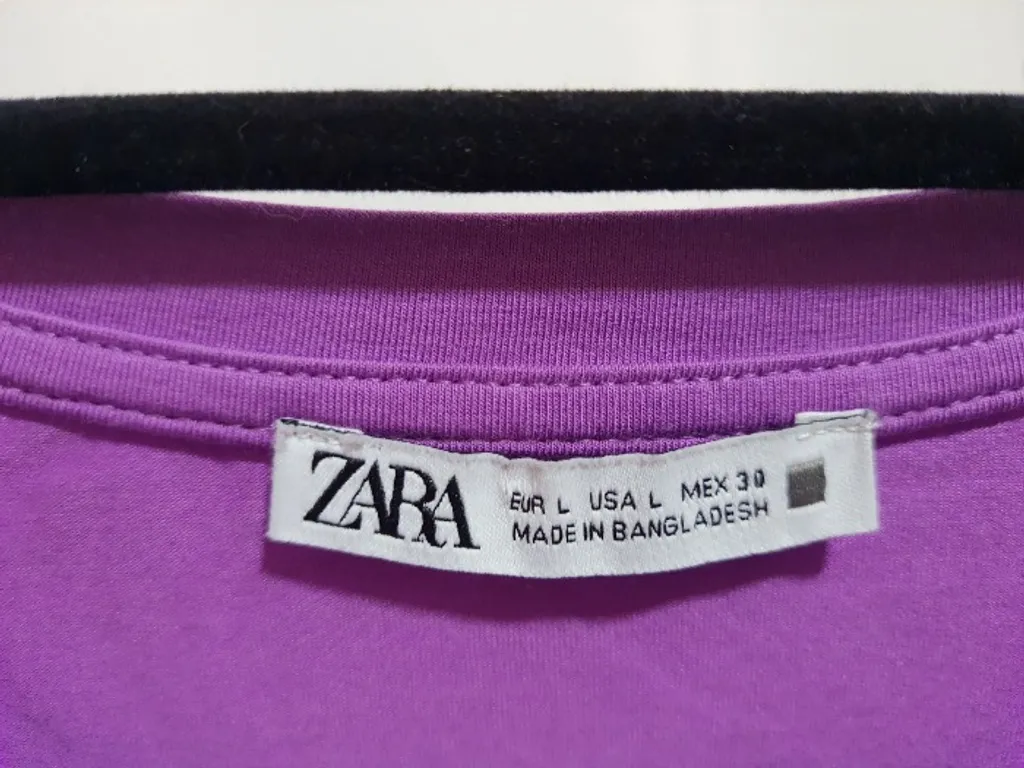 ZARA
EUR L USA L MEX 30
MADE IN BANGLADESH